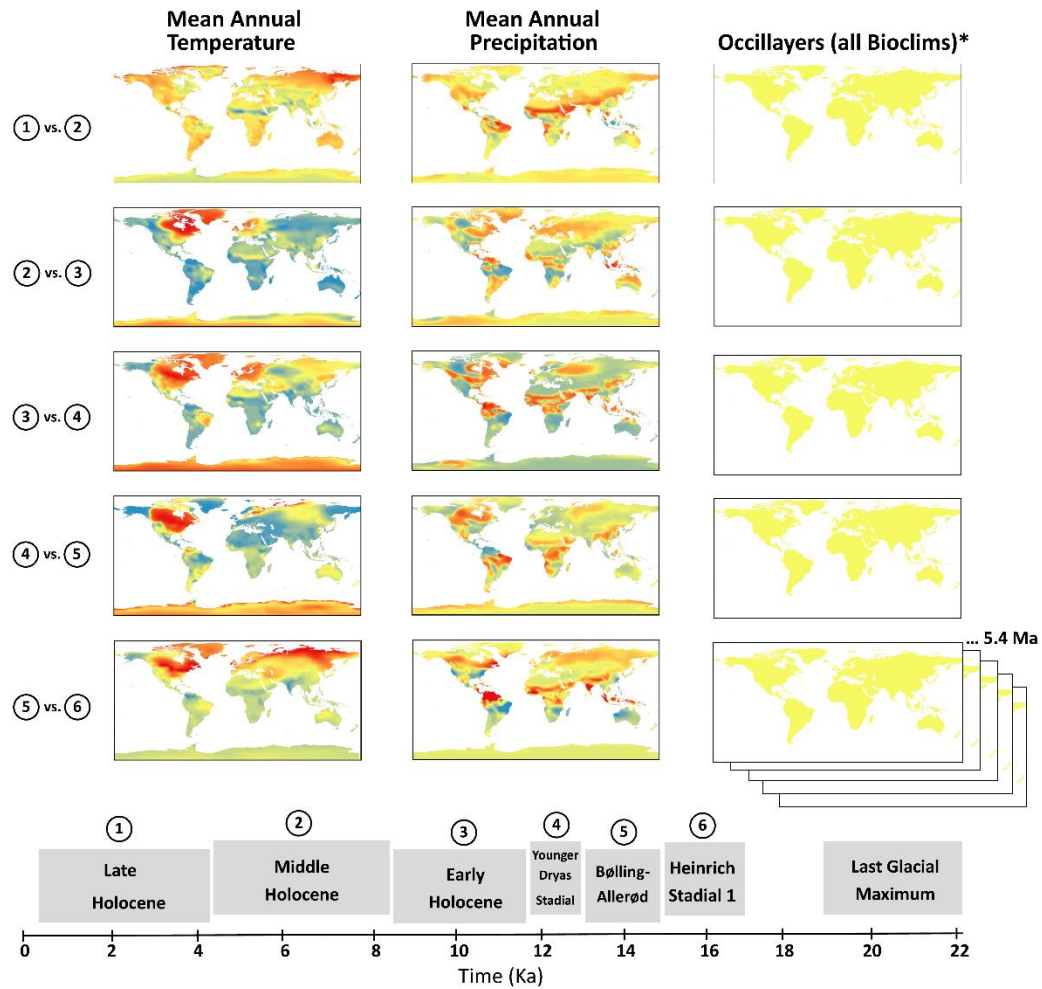 Mean Annual
Temperature
Mean Annual
Precipitation
Occillayers (all Bioclims)*
1 vs. 2
2 vs. 3
3 vs. 4
4 vs. 5
... 5.4 Ma
5 vs. 6
1
2
3
4
5
6
Late
Holocene
Middle
Holocene
Early
Holocene
Younger
Dryas
Stadial
Bølling-
Allerød
Heinrich
Stadial 1
Last Glacial
Maximum
0 2 4 6 8 10 12 14 16 20 22
Time (Ka)